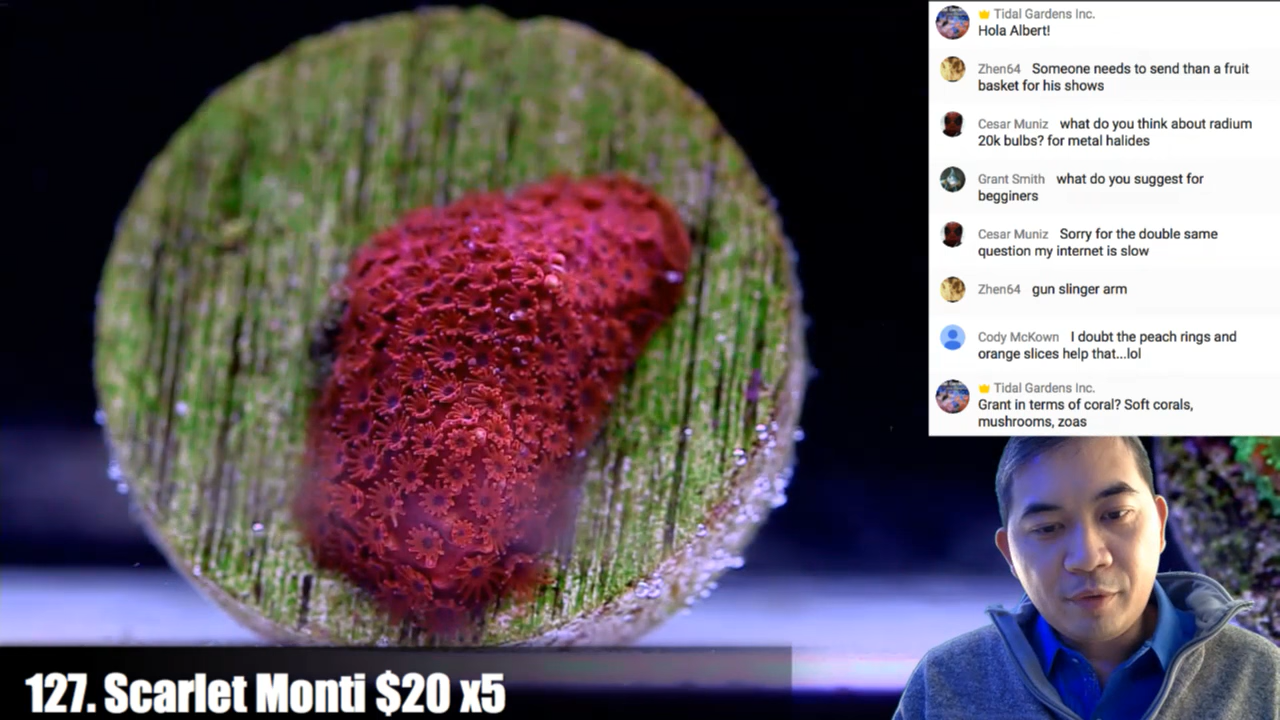 Tidal Gardens Inc.
Hola Albert!
Zhen64 Someone needs to send than a fruit
basket for his shows
Cesar Muniz what do you think about radium
20k bulbs? for metal halides
Grant Smith what do you suggest for
begginers
Cesar Muniz Sorry for the double same
question my internet is slow
Zhen64 gun slinger arm
Cody McKown I doubt the peach rings and
orange slices help that...lol
Tidal Gardens Inc.
Grant in terms of coral? Soft corals,
mushrooms, zoas
127. Scarlet Monti $20 x5